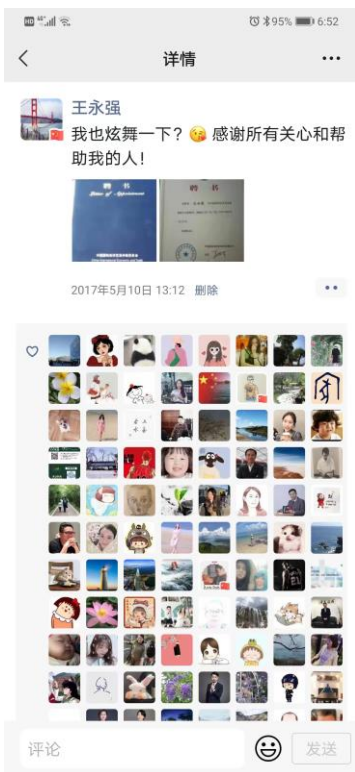 95% 6:52
详情
王永强
我也炫舞一下？😘 感谢所有关心和帮
助我的人！
聘 书
聘 书
2017年5月10日 13:12 删除
评论
发送